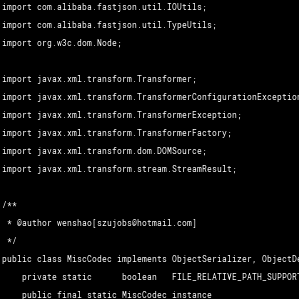 import com.alibaba.fastjson.util.IOUtils;
import com.alibaba.fastjson.util.TypeUtils;
import org.w3c.dom.Node;
import javax.xml.transform.Transformer;
import javax.xml.transform.TransformerConfigurationException
import javax.xml.transform.TransformerException;
import javax.xml.transform.TransformerFactory;
import javax.xml.transform.dom.DOMSource;
import javax.xml.transform.stream.StreamResult;
/**
 * @author wenshao[szujobs@hotmail.com]
 */
public class MiscCodec implements ObjectSerializer, ObjectDe
    private static      boolean   FILE_RELATIVE_PATH_SUPPORT
    public final static MiscCodec instance